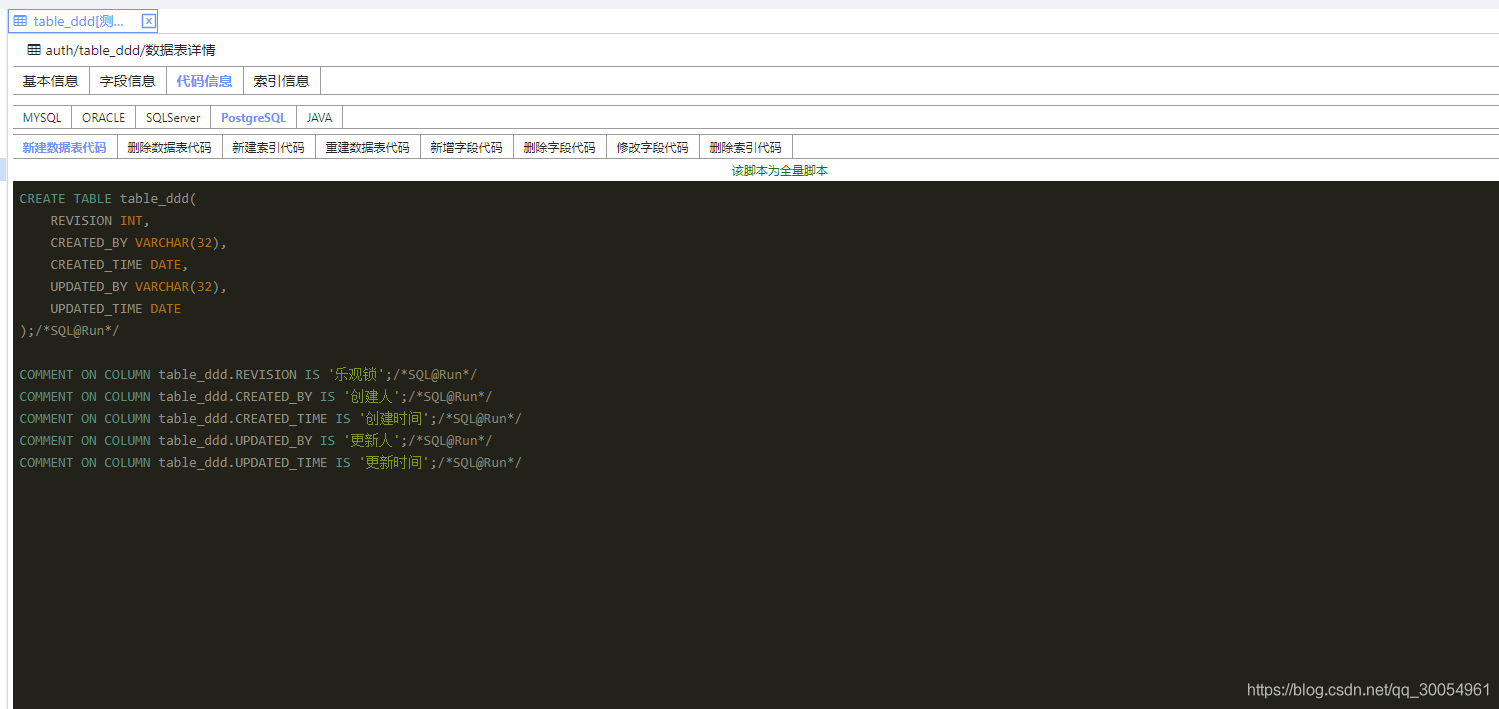 table_ddd[测...
auth/table_ddd/数据表详情
基本信息 字段信息 代码信息 索引信息
MYSQL ORACLE SQLServer PostgreSQL JAVA
新建数据表代码 删除数据表代码 新建索引代码 重建数据表代码 新增字段代码 删除字段代码 修改字段代码 删除索引代码
该脚本为全量脚本
CREATE TABLE table_ddd(
    REVISION INT,
    CREATED_BY VARCHAR(32),
    CREATED_TIME DATE,
    UPDATED_BY VARCHAR(32),
    UPDATED_TIME DATE
);/*SQL@Run*/
COMMENT ON COLUMN table_ddd.REVISION IS '乐观锁';/*SQL@Run*/
COMMENT ON COLUMN table_ddd.CREATED_BY IS '创建人';/*SQL@Run*/
COMMENT ON COLUMN table_ddd.CREATED_TIME IS '创建时间';/*SQL@Run*/
COMMENT ON COLUMN table_ddd.UPDATED_BY IS '更新人';/*SQL@Run*/
COMMENT ON COLUMN table_ddd.UPDATED_TIME IS '更新时间';/*SQL@Run*/
https://blog.csdn.net/qq_30054961